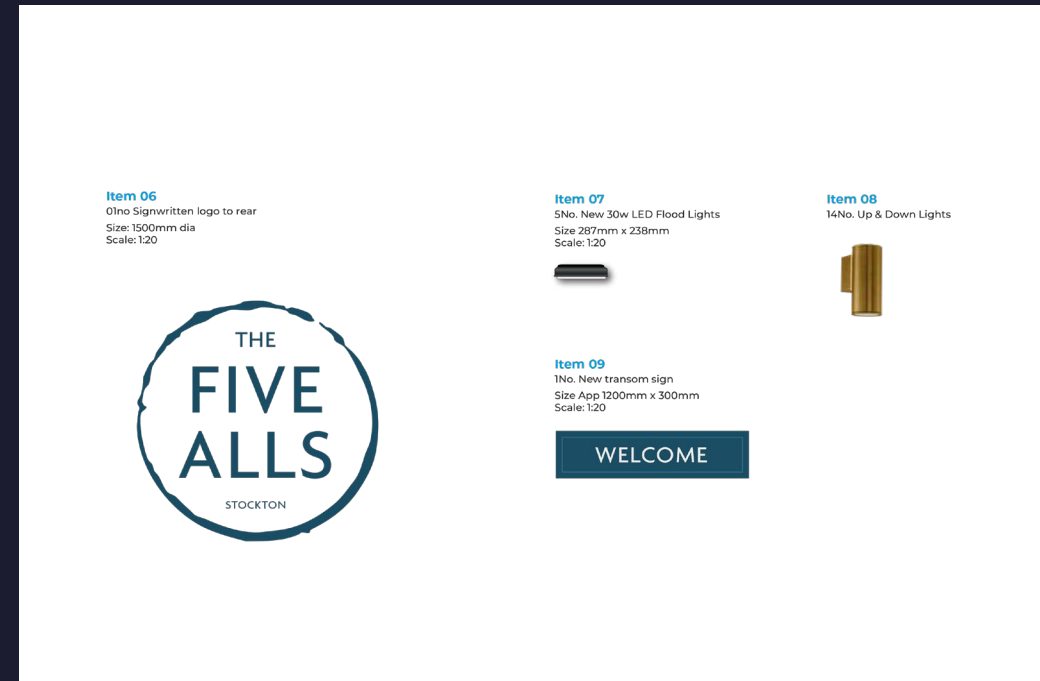 Item 06
01no Signwritten logo to rear
Size: 1500mm dia
Scale: 1:20
THE
FIVE
ALLS
STOCKTON
Item 07
5No. New 30w LED Flood Lights
Size 287mm x 238mm
Scale: 1:20
Item 08
14No. Up & Down Lights
Item 09
1No. New transom sign
Size App 1200mm x 300mm
Scale: 1:20
WELCOME